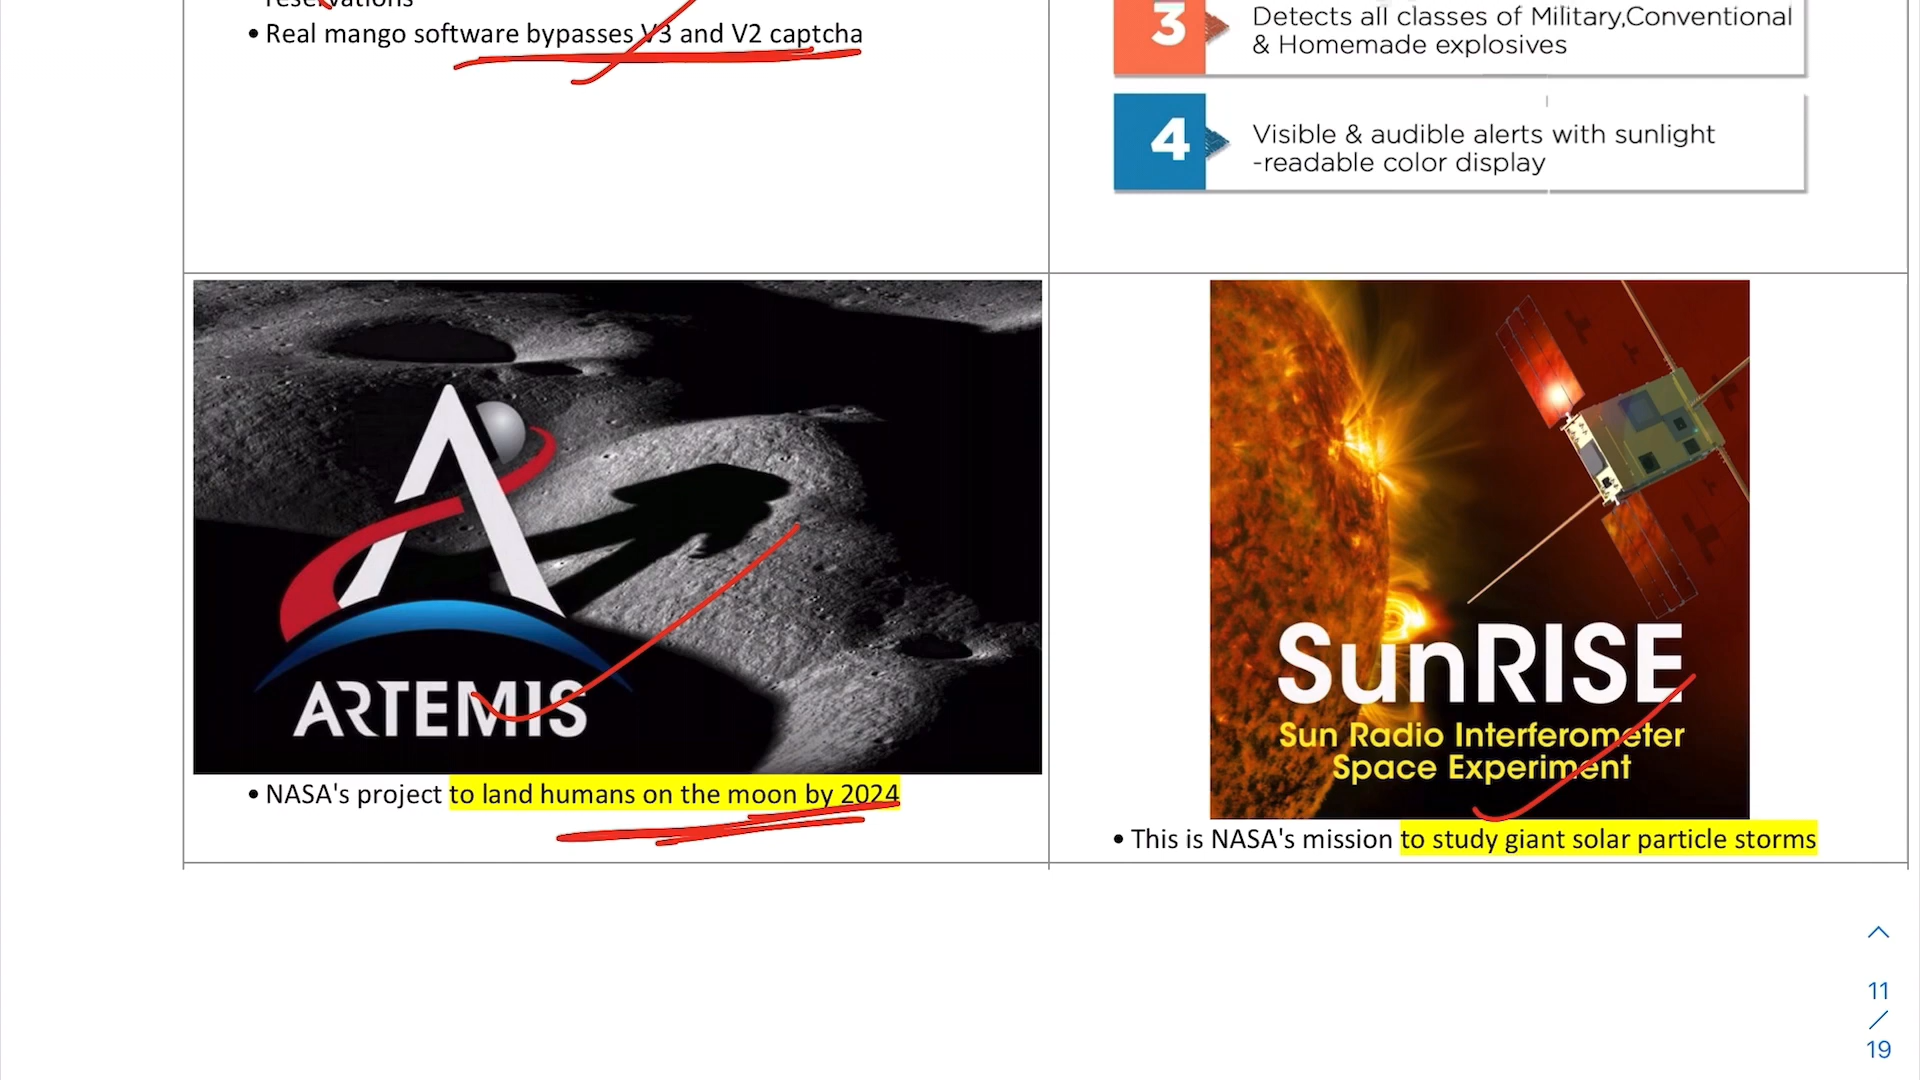 reservations
• Real mango software bypasses V3 and V2 captcha
3
Detects all classes of Military,Conventional
& Homemade explosives
4
Visible & audible alerts with sunlight
-readable color display
ARTEMIS
• NASA's project to land humans on the moon by 2024
SunRISE
Sun Radio Interferometer
Space Experiment
• This is NASA's mission to study giant solar particle storms
11
/
19